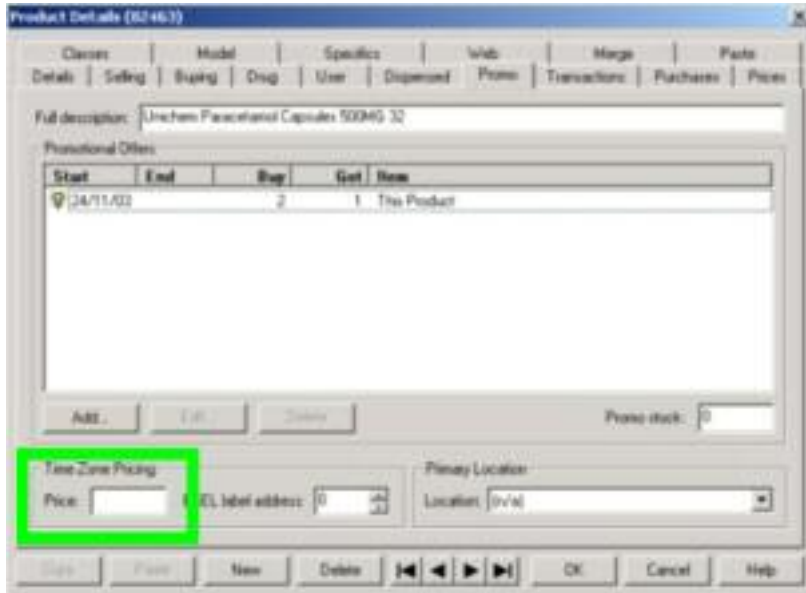 Product Details (82463)
Classes Model Specifics Web Merge Paste
Details Selling Buying Drug User Dispensed Promo Transactions Purchases Prices
Full description: Unichem Paracetamol Capsules 500MG 32
Promotional Offers
Start End Buy Get Item
24/11/03 2 1 This Product
Add... Edit... Delete Promo stock: 0
Time Zone Pricing Primary Location
Price: EL label address: 0 Location: (n/a)
Copy Paste New Delete OK Cancel Help